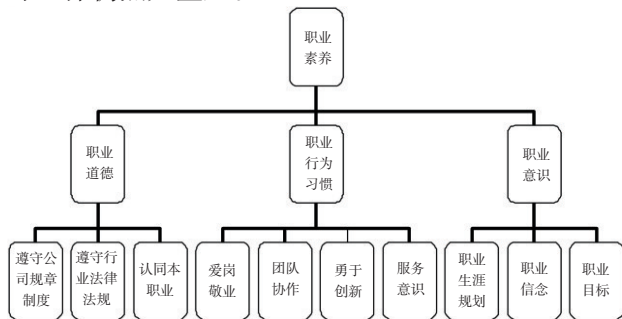 职业
素养
职业
道德
职业
行为
习惯
职业
意识
遵守公
司规章
制度
遵守行
业法律
法规
认同本
职业
爱岗
敬业
团队
协作
勇于
创新
服务
意识
职业
生涯
规划
职业
信念
职业
目标